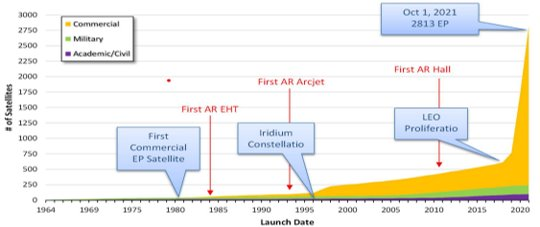 3000
2750
2500
2250
2000
1750
1500
1250
1000
750
500
250
0
# of Satellites
Commercial
Military
Academic/Civil
Oct 1, 2021
2813 EP
First AR EHT
First AR Arcjet
First AR Hall
First
Commercial
EP Satellite
Iridium
Constellatio
LEO
Proliferatio
1964 1969 1975 1980 1985 1990 1995 2000 2005 2010 2015 2020
Launch Date